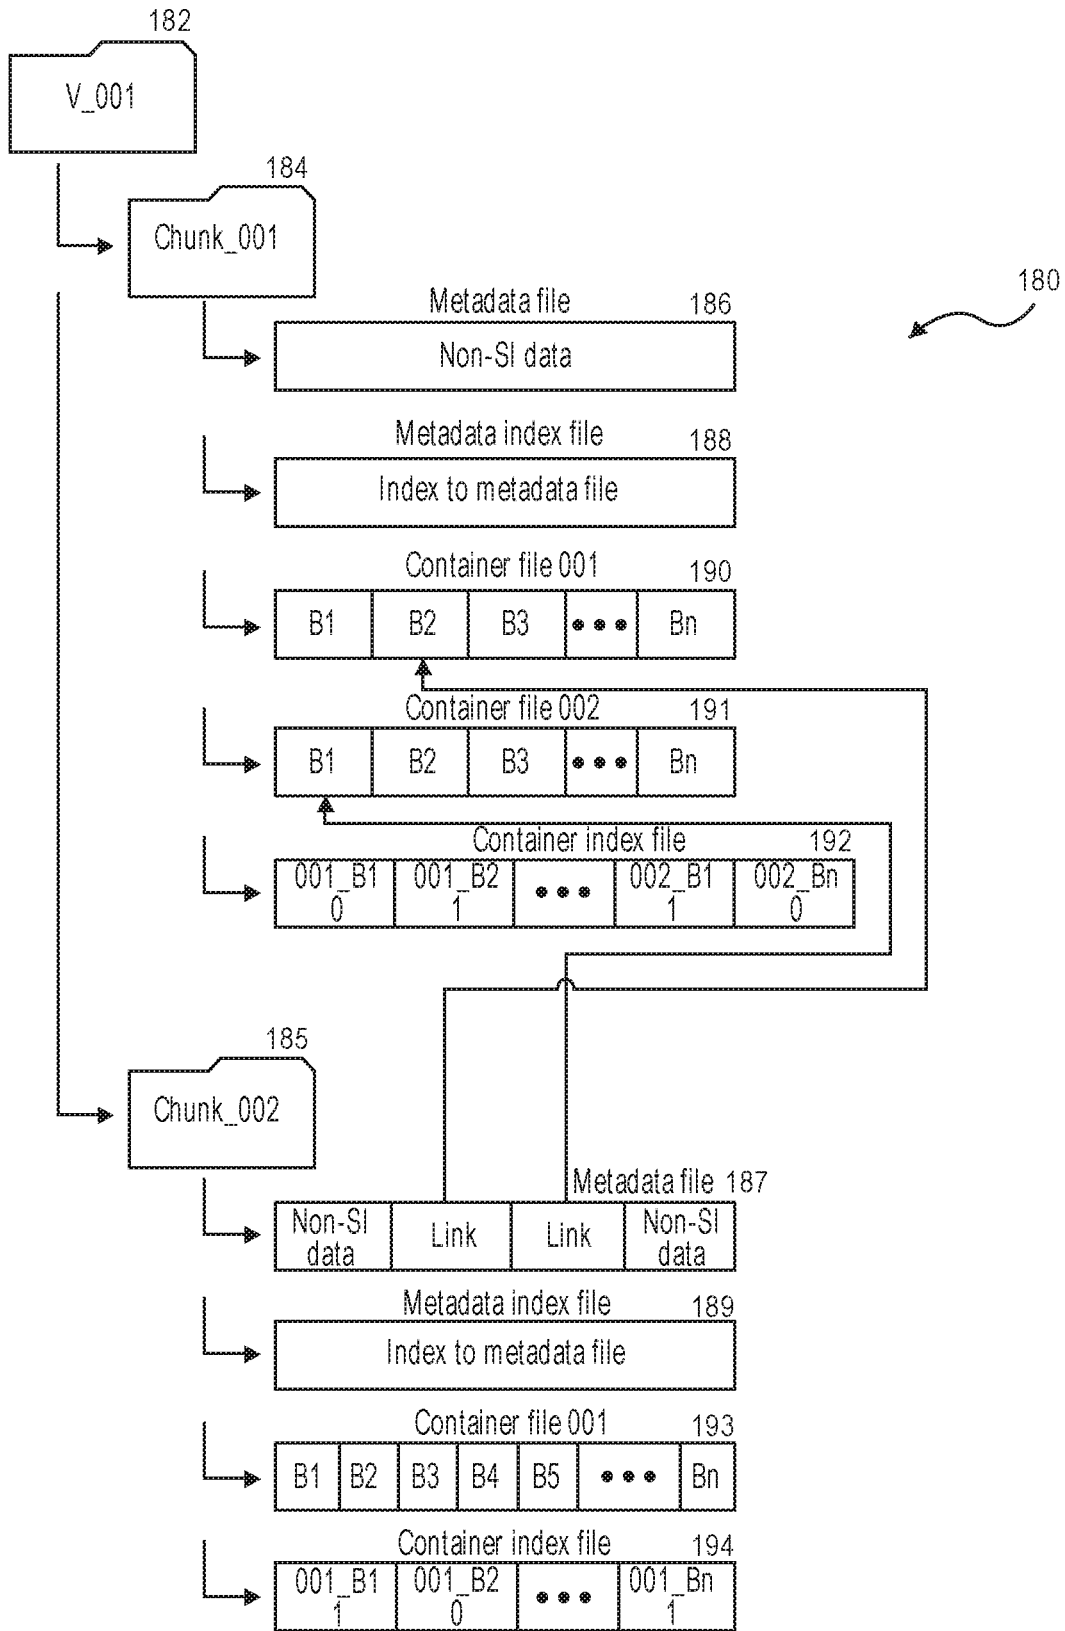 182
V_001
184
Chunk_001
180
Metadata file 186
Non-SI data
Metadata index file 188
Index to metadata file
Container file 001 190
B1 B2 B3 ••• Bn
Container file 002 191
B1 B2 B3 ••• Bn
Container index file 192
001_B1 001_B2 ••• 002_B1 002_Bn
0 1 1 0
185
Chunk_002
Metadata file 187
Non-SI Link Link Non-SI
data data
Metadata index file 189
Index to metadata file
Container file 001 193
B1 B2 B3 B4 B5 ••• Bn
Container index file 194
001_B1 001_B2 ••• 001_Bn
1 0 1